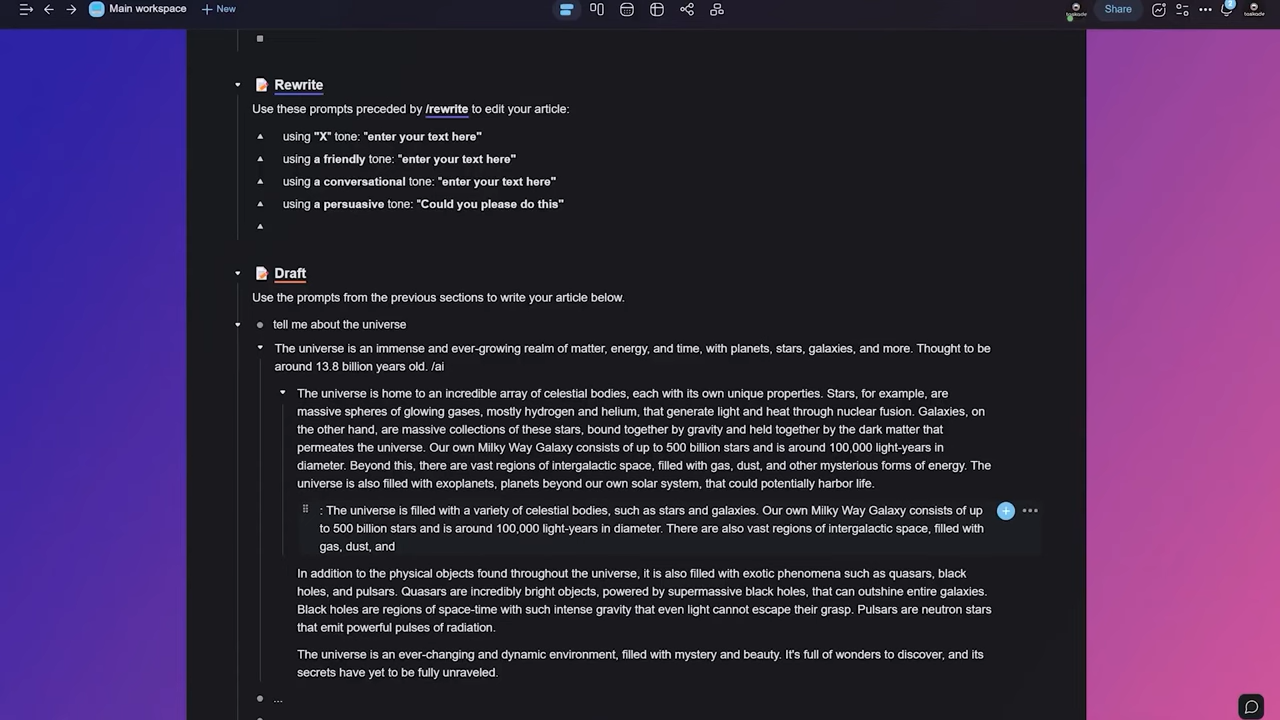 Main workspace
New
Share
2
Rewrite
Use these prompts preceded by /rewrite to edit your article:
using "X" tone: "enter your text here"
using a friendly tone: "enter your text here"
using a conversational tone: "enter your text here"
using a persuasive tone: "Could you please do this"
Draft
Use the prompts from the previous sections to write your article below.
tell me about the universe
The universe is an immense and ever-growing realm of matter, energy, and time, with planets, stars, galaxies, and more. Thought to be
around 13.8 billion years old. /ai
The universe is home to an incredible array of celestial bodies, each with its own unique properties. Stars, for example, are
massive spheres of glowing gases, mostly hydrogen and helium, that generate light and heat through nuclear fusion. Galaxies, on
the other hand, are massive collections of these stars, bound together by gravity and held together by the dark matter that
permeates the universe. Our own Milky Way Galaxy consists of up to 500 billion stars and is around 100,000 light-years in
diameter. Beyond this, there are vast regions of intergalactic space, filled with gas, dust, and other mysterious forms of energy. The
universe is also filled with exoplanets, planets beyond our own solar system, that could potentially harbor life.
: The universe is filled with a variety of celestial bodies, such as stars and galaxies. Our own Milky Way Galaxy consists of up
to 500 billion stars and is around 100,000 light-years in diameter. There are also vast regions of intergalactic space, filled with
gas, dust, and
In addition to the physical objects found throughout the universe, it is also filled with exotic phenomena such as quasars, black
holes, and pulsars. Quasars are incredibly bright objects, powered by supermassive black holes, that can outshine entire galaxies.
Black holes are regions of space-time with such intense gravity that even light cannot escape their grasp. Pulsars are neutron stars
that emit powerful pulses of radiation.
The universe is an ever-changing and dynamic environment, filled with mystery and beauty. It's full of wonders to discover, and its
secrets have yet to be fully unraveled.
...